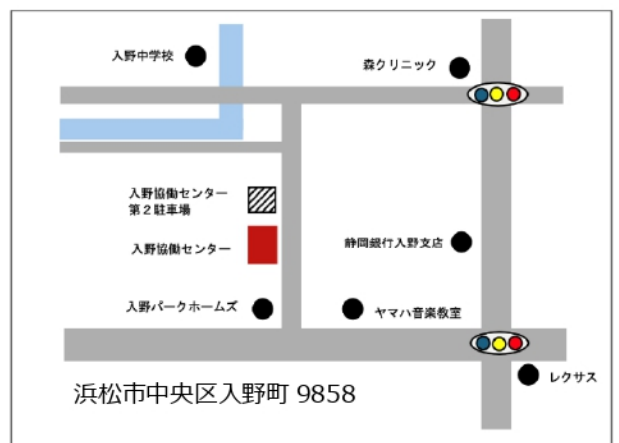 入野中学校
森クリニック
入野協働センター
第２駐車場
静岡銀行入野支店
入野協働センター
入野パークホームズ
ヤマハ音楽教室
レクサス
浜松市中央区入野町 9858